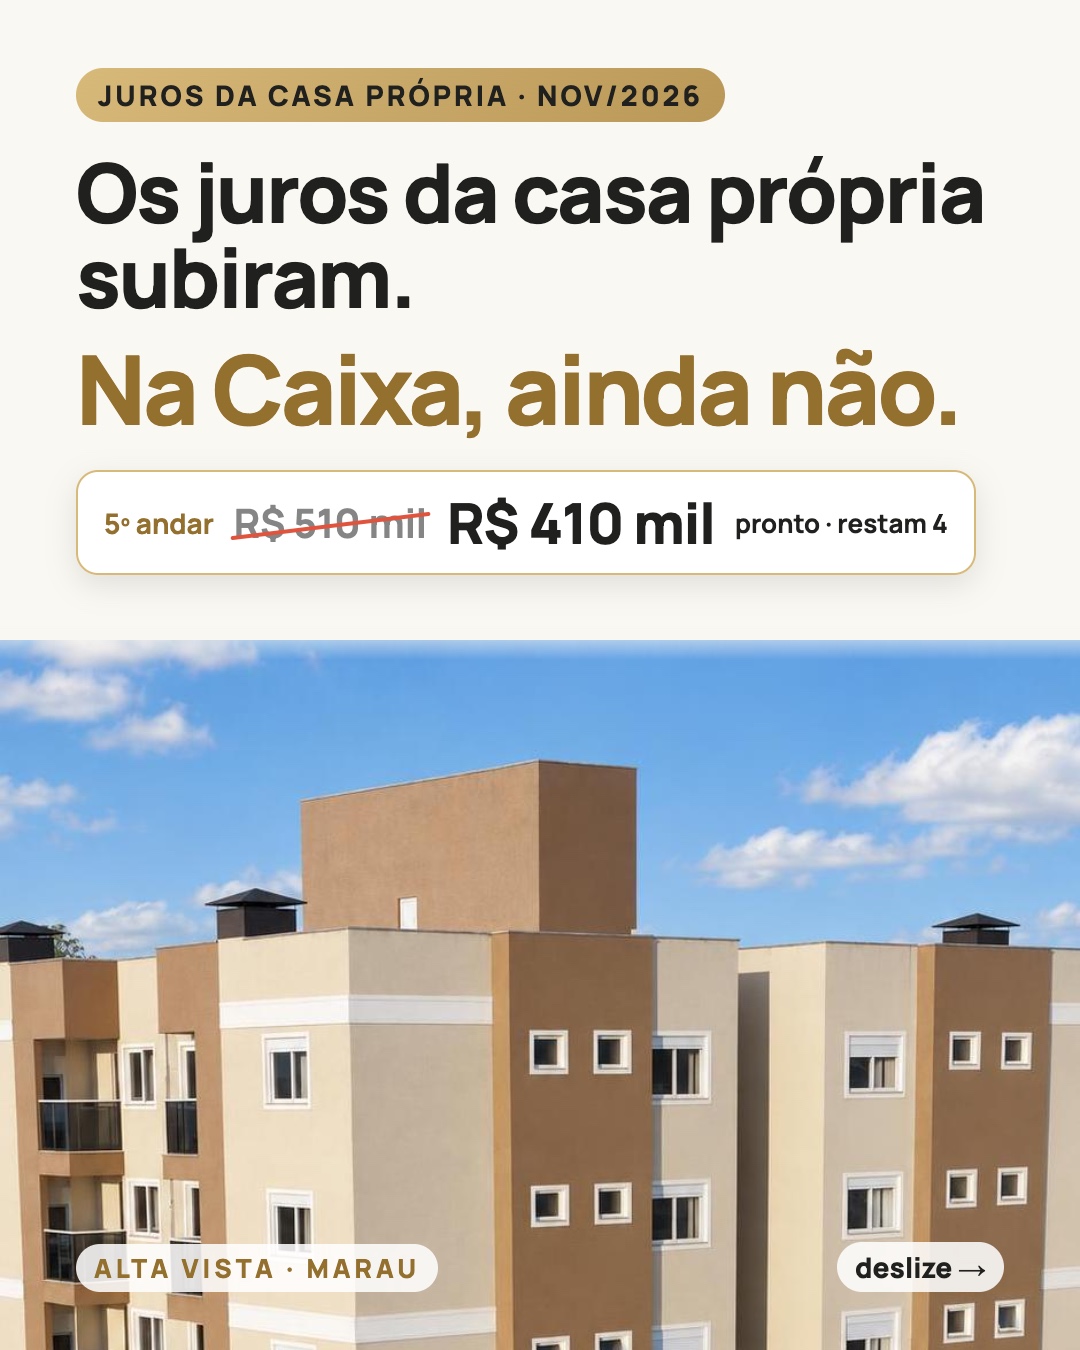 JUROS DA CASA PRÓPRIA · NOV/2026
Os juros da casa própria
subiram.
Na Caixa, ainda não.
5º andar R$ 510 mil R$ 410 mil pronto · restam 4
ALTA VISTA · MARAU
deslize →